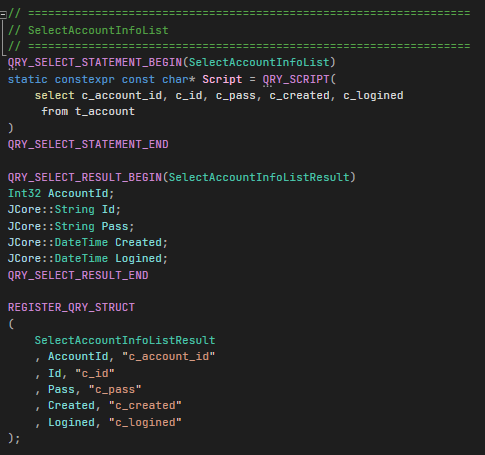 // ==================================================================
// SelectAccountInfoList
// ==================================================================
QRY_SELECT_STATEMENT_BEGIN(SelectAccountInfoList)
static constexpr const char* Script = QRY_SCRIPT(
    select c_account_id, c_id, c_pass, c_created, c_logined
     from t_account
)
QRY_SELECT_STATEMENT_END

QRY_SELECT_RESULT_BEGIN(SelectAccountInfoListResult)
Int32 AccountId;
JCore::String Id;
JCore::String Pass;
JCore::DateTime Created;
JCore::DateTime Logined;
QRY_SELECT_RESULT_END

REGISTER_QRY_STRUCT
(
    SelectAccountInfoListResult
    , AccountId, "c_account_id"
    , Id, "c_id"
    , Pass, "c_pass"
    , Created, "c_created"
    , Logined, "c_logined"
);